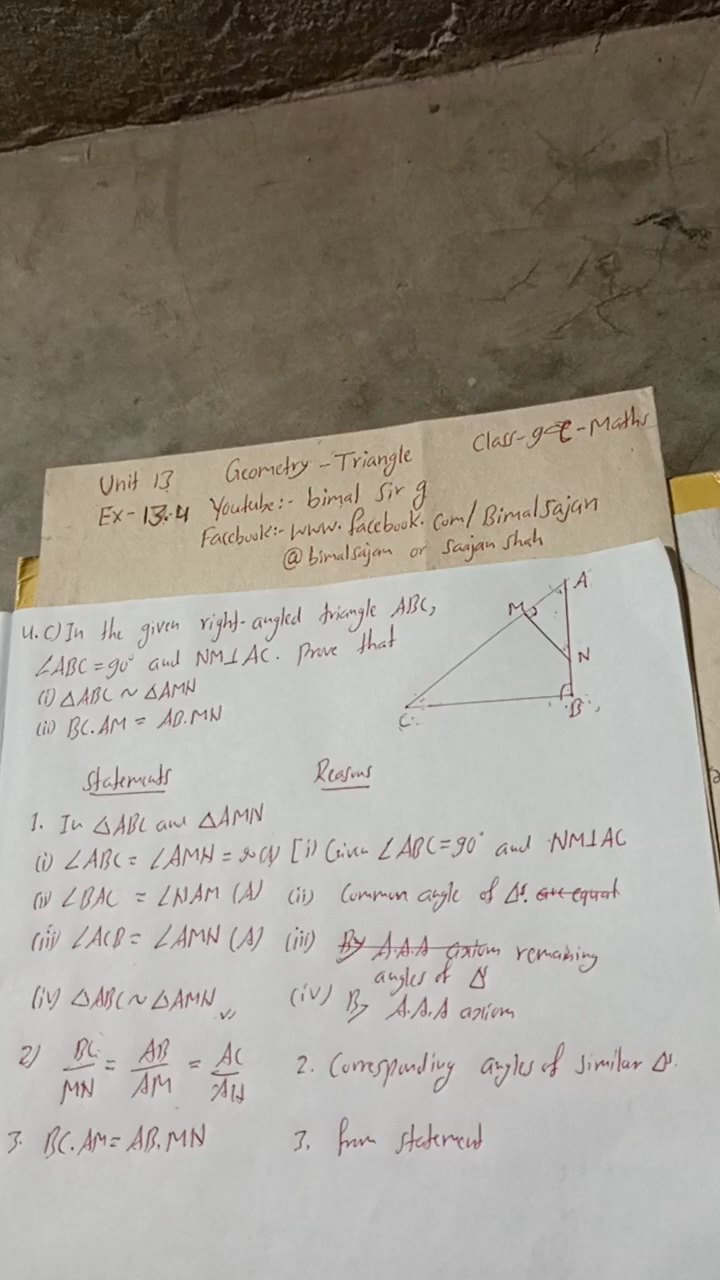 Unit 13 Geometry - Triangle Class-9 - Maths
Ex- 13.4 Youtube:- bimal Sir g
Facebook:- www.facebook.com/Bimalsajan
@bimalsajan or Saajan Shah
4.c) In the given right-angled triangle ABC,
∠ABC = 90° and NM⊥AC. Prove that
(i) △ABC ~ △AMN
(ii) BC.AM = AB.MN
A
M
N
B
C
Statements Reasons
1. In △ABC and △AMN
(i) ∠ABC = ∠AMN = 90°(A) [i) Given ∠ABC=90° and NM⊥AC
(ii) ∠BAC = ∠NAM (A) (ii) Common angle of △s. are equal
(iii) ∠ACB = ∠AMN (A) (iii) By A.A.A axiom remaining
angles of △s
(iv) △ABC ~ △AMN (iv) By A.A.A axiom
2) BC/MN = AB/AM = AC/AN 2. Corresponding angles of similar △s.
3. BC.AM = AB.MN 3. from statement